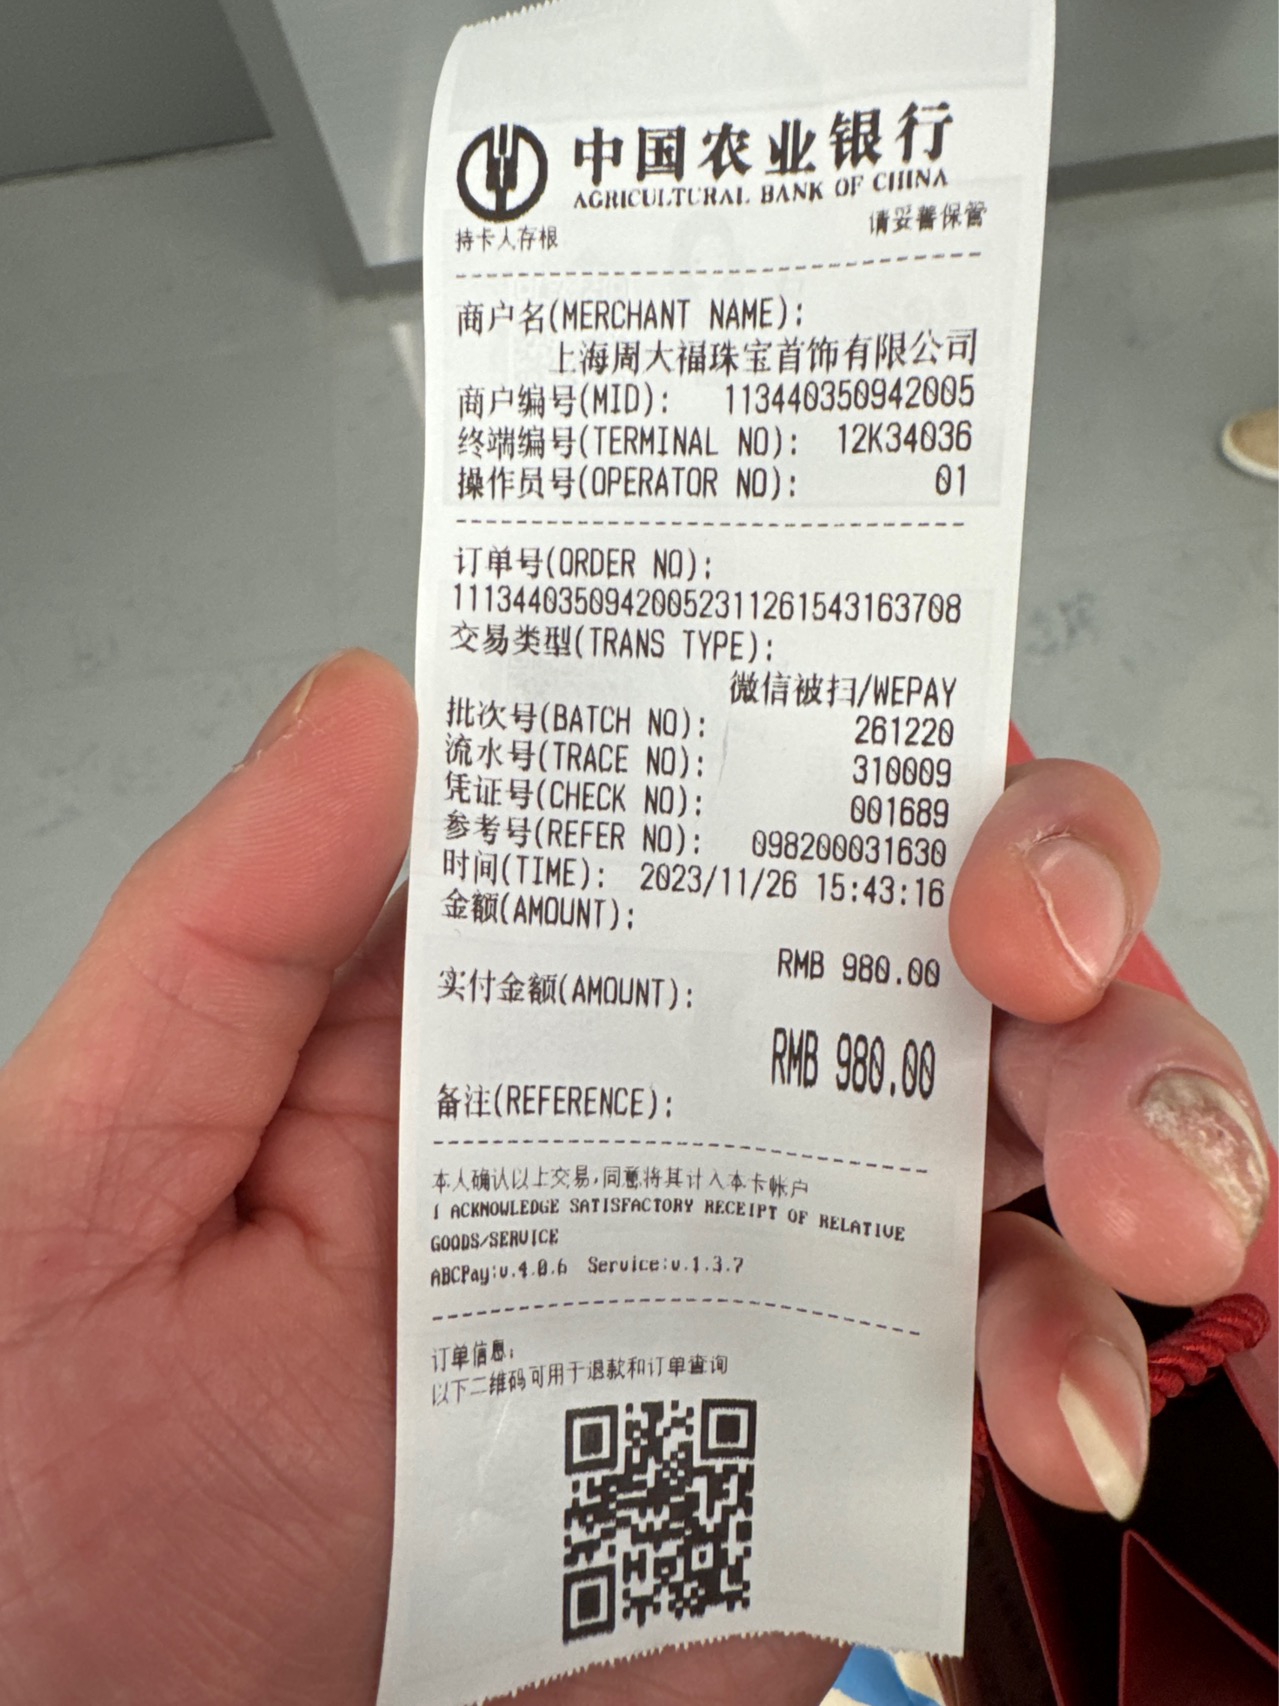 中国农业银行
AGRICULTURAL BANK OF CHINA
持卡人存根 请妥善保管
商户名(MERCHANT NAME):
上海周大福珠宝首饰有限公司
商户编号(MID): 113440350942005
终端编号(TERMINAL NO): 12K34036
操作员号(OPERATOR NO): 01
订单号(ORDER NO):
11134403509420052311261543163708
交易类型(TRANS TYPE):
微信被扫/WEPAY
批次号(BATCH NO): 261220
流水号(TRACE NO): 310009
凭证号(CHECK NO): 001689
参考号(REFER NO): 098200031630
时间(TIME): 2023/11/26 15:43:16
金额(AMOUNT):
RMB 980.00
实付金额(AMOUNT):
RMB 980.00
备注(REFERENCE):
本人确认以上交易,同意将其计入本卡帐户
I ACKNOWLEDGE SATISFACTORY RECEIPT OF RELATIVE
GOODS/SERVICE
ABCPay:v.4.0.6 Service:v.1.3.7
订单信息:
以下二维码可用于退款和订单查询